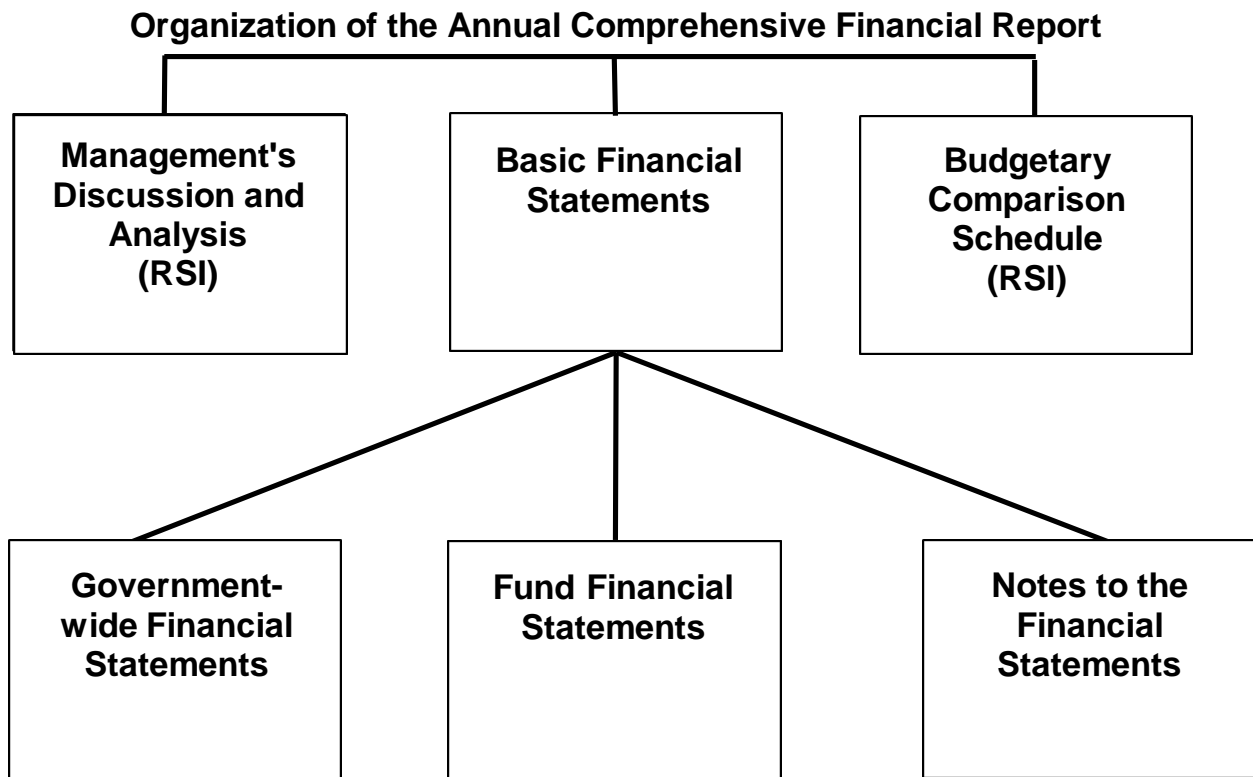 Organization of the Annual Comprehensive Financial Report
Management's
Discussion and
Analysis
(RSI)
Basic Financial
Statements
Budgetary
Comparison
Schedule
(RSI)
Government-
wide Financial
Statements
Fund Financial
Statements
Notes to the
Financial
Statements